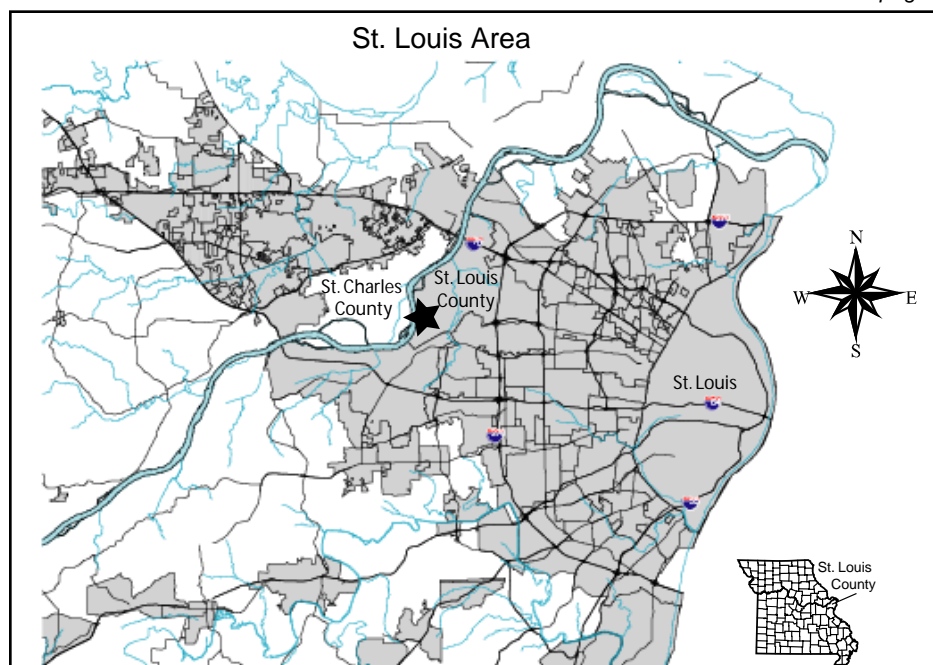 St. Louis Area
St. Charles
County
St. Louis
County
N
W
E
S
St. Louis
St. Louis
County